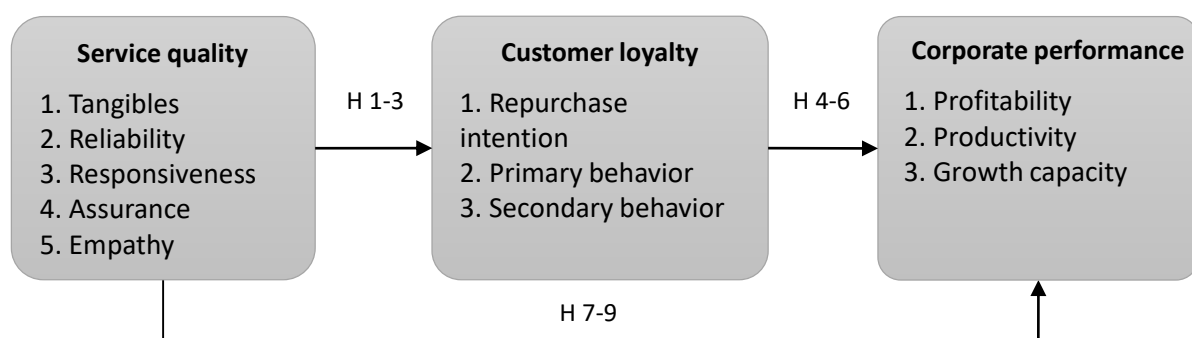 Service quality
1. Tangibles
2. Reliability
3. Responsiveness
4. Assurance
5. Empathy
H 1-3
Customer loyalty
1. Repurchase
intention
2. Primary behavior
3. Secondary behavior
H 4-6
Corporate performance
1. Profitability
2. Productivity
3. Growth capacity
H 7-9